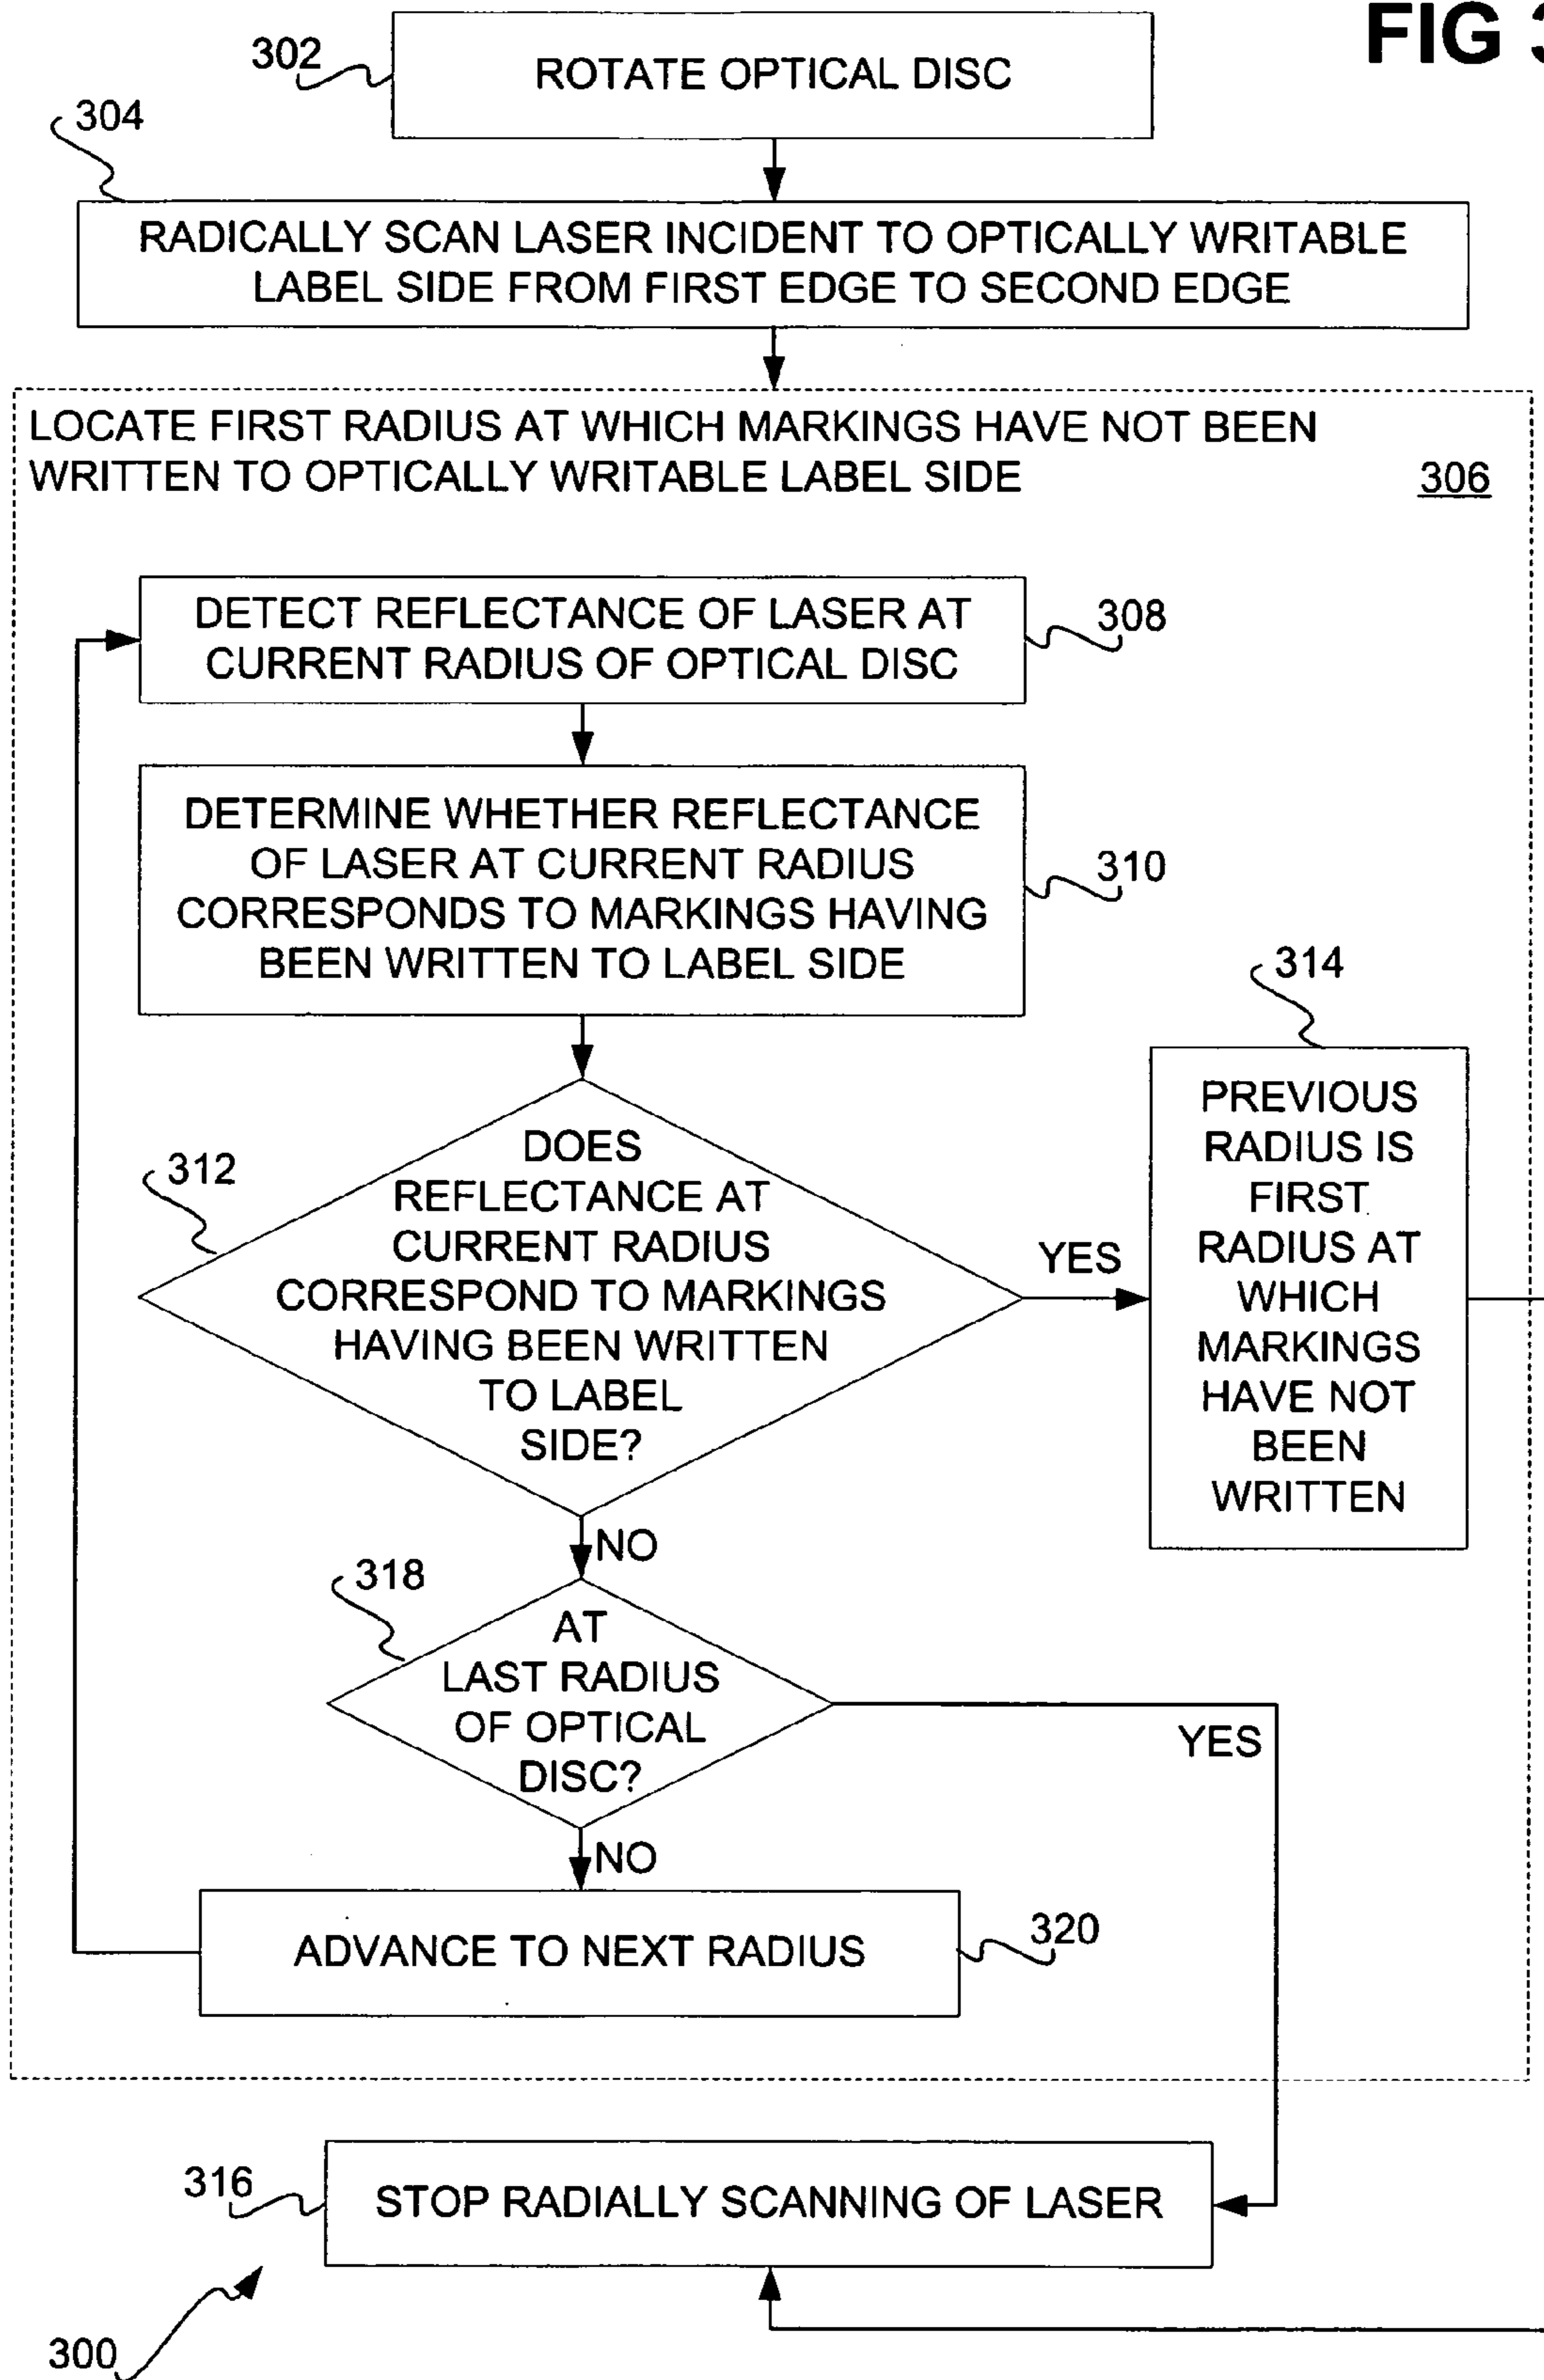 FIG 3
302
ROTATE OPTICAL DISC
304
RADICALLY SCAN LASER INCIDENT TO OPTICALLY WRITABLE
LABEL SIDE FROM FIRST EDGE TO SECOND EDGE
LOCATE FIRST RADIUS AT WHICH MARKINGS HAVE NOT BEEN
WRITTEN TO OPTICALLY WRITABLE LABEL SIDE
306
DETECT REFLECTANCE OF LASER AT
CURRENT RADIUS OF OPTICAL DISC
308
DETERMINE WHETHER REFLECTANCE
OF LASER AT CURRENT RADIUS
CORRESPONDS TO MARKINGS HAVING
BEEN WRITTEN TO LABEL SIDE
310
312
DOES
REFLECTANCE AT
CURRENT RADIUS
CORRESPOND TO MARKINGS
HAVING BEEN WRITTEN
TO LABEL
SIDE?
YES
314
PREVIOUS
RADIUS IS
FIRST
RADIUS AT
WHICH
MARKINGS
HAVE NOT
BEEN
WRITTEN
NO
318
AT
LAST RADIUS
OF OPTICAL
DISC?
YES
NO
ADVANCE TO NEXT RADIUS
320
316
STOP RADIALLY SCANNING OF LASER
300